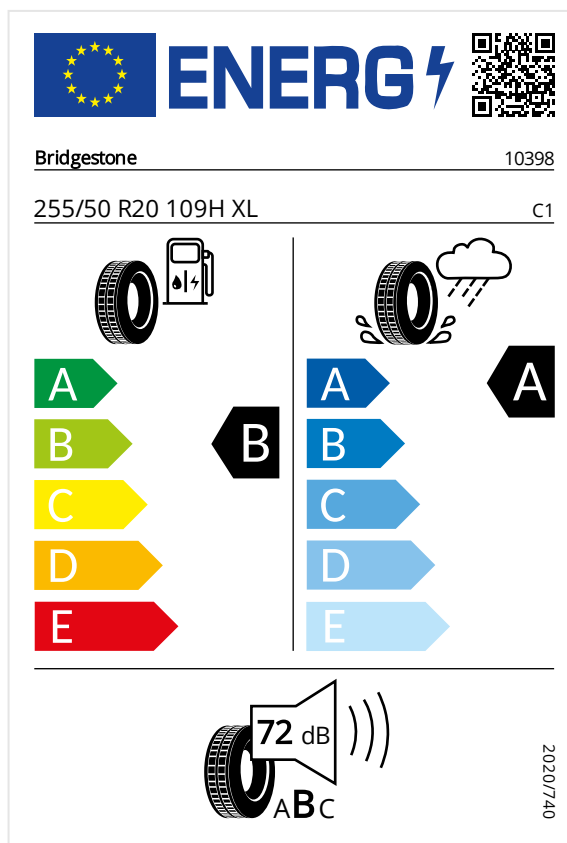 ENERG
Bridgestone 10398
255/50 R20 109H XL C1
A A A
B B B
C C
D D
E E
72 dB
ABC
2020/740